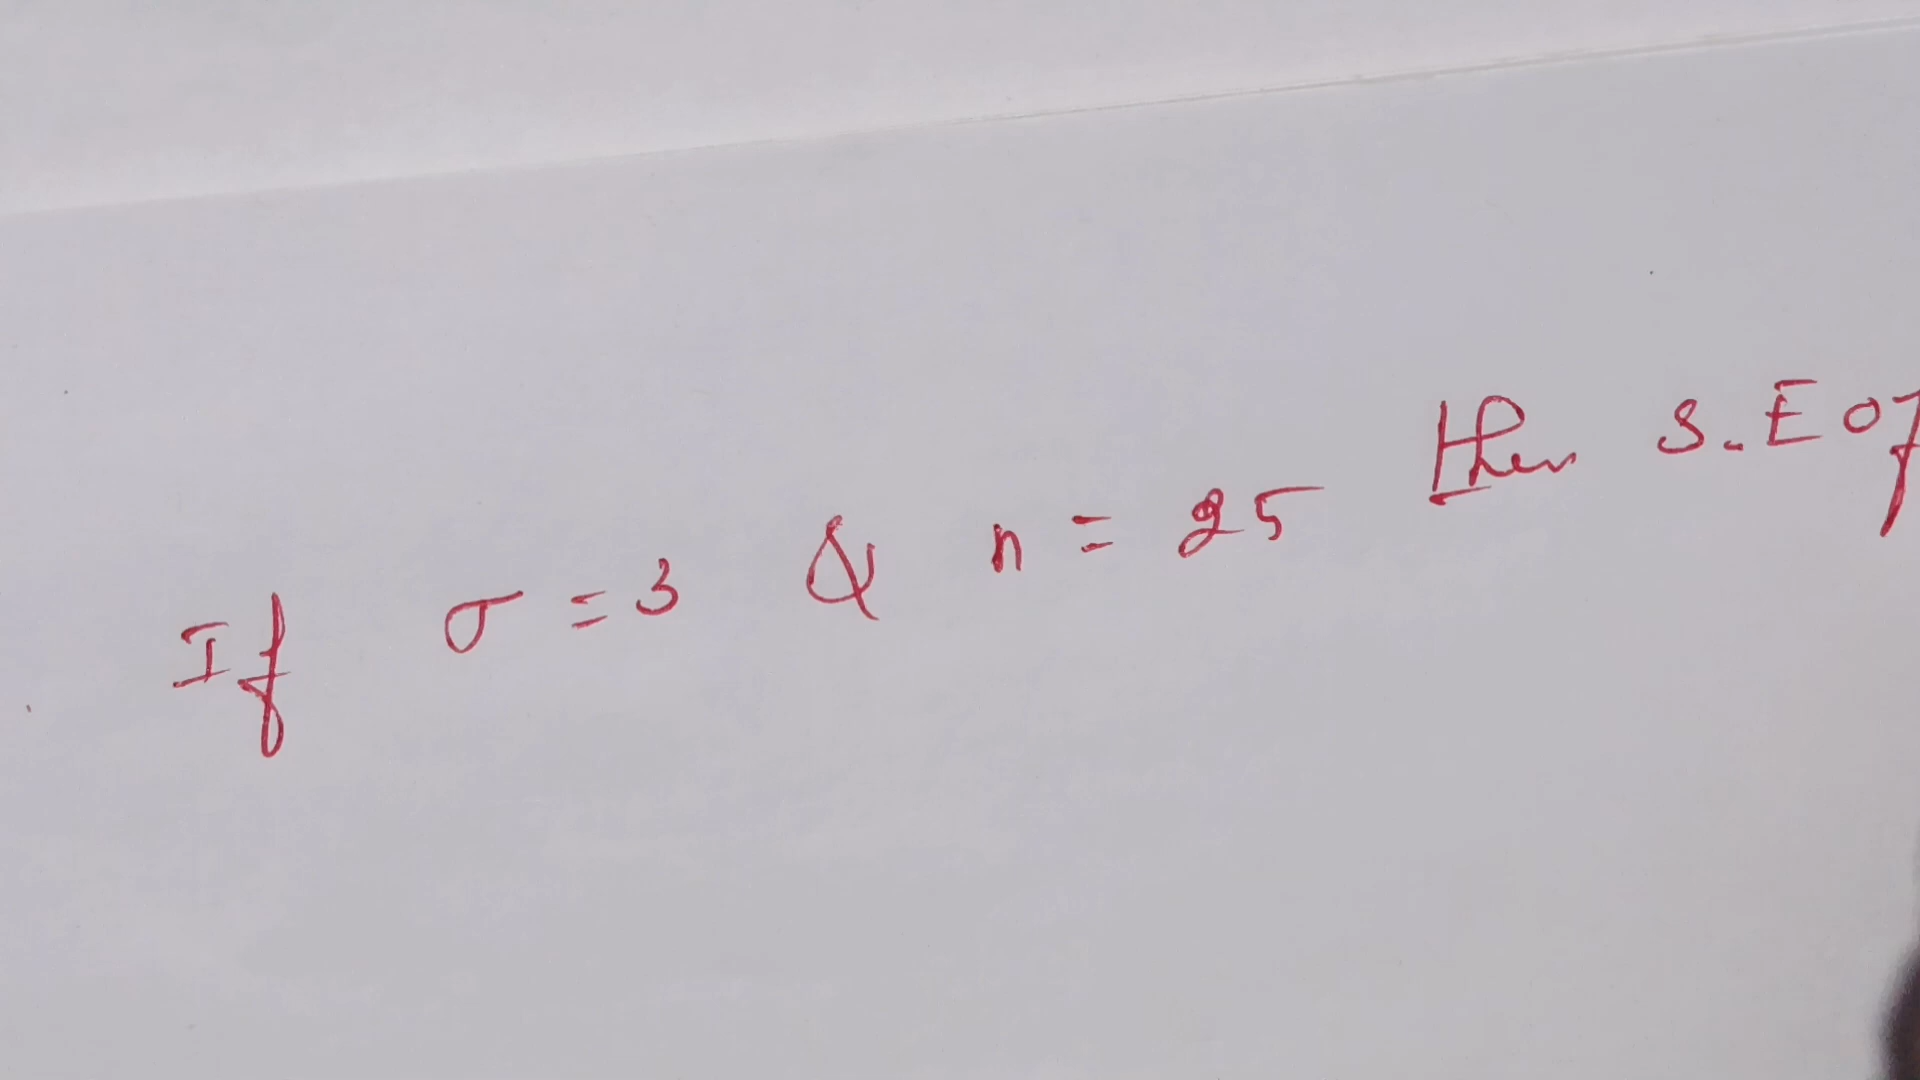 If σ = 3 & n = 25 then S.E of